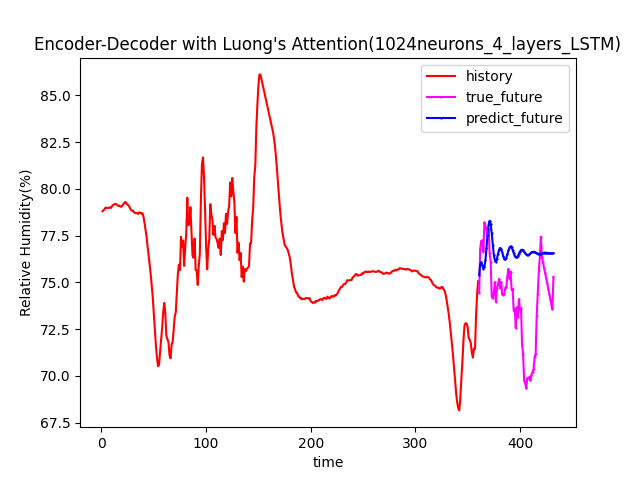 Encoder-Decoder with Luong's Attention(1024neurons_4_layers_LSTM)
history
true_future
predict_future
Relative Humidity(%)
85.0
82.5
80.0
77.5
75.0
72.5
70.0
67.5
0 100 200 300 400
time